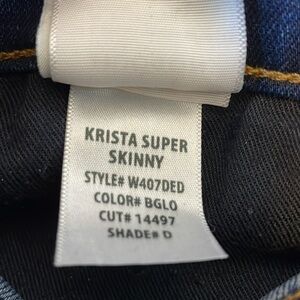 KRISTA SUPER
SKINNY
STYLE# W407DED
COLOR# BGLO
CUT# 14497
SHADE# D